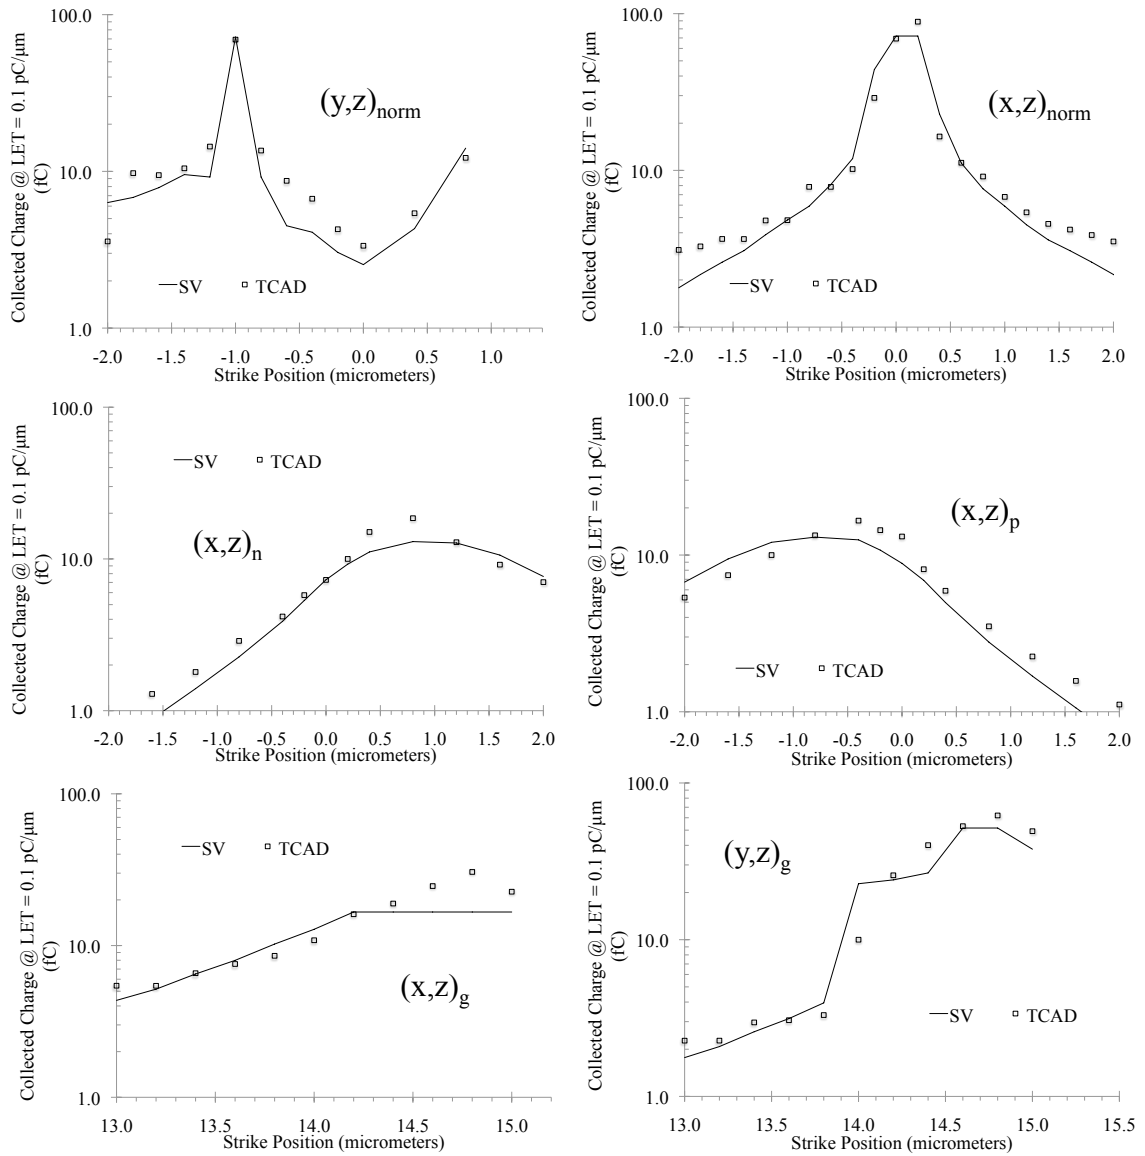 Collected Charge @ LET = 0.1 pC/μm
(fC)
100.0
10.0
1.0
(y,z)norm
SV
TCAD
-2.0 -1.5 -1.0 -0.5 0.0 0.5 1.0
Strike Position (micrometers)
Collected Charge @ LET = 0.1 pC/μm
(fC)
100.0
10.0
1.0
(x,z)norm
SV
TCAD
-2.0 -1.5 -1.0 -0.5 0.0 0.5 1.0 1.5 2.0
Strike Position (micrometers)
Collected Charge @ LET = 0.1 pC/μm
(fC)
100.0
10.0
1.0
SV
TCAD
(x,z)n
-2.0 -1.5 -1.0 -0.5 0.0 0.5 1.0 1.5 2.0
Strike Position (micrometers)
Collected Charge @ LET = 0.1 pC/μm
(fC)
100.0
10.0
1.0
(x,z)p
SV
TCAD
-2.0 -1.5 -1.0 -0.5 0.0 0.5 1.0 1.5 2.0
Strike Position (micrometers)
Collected Charge @ LET = 0.1 pC/μm
(fC)
100.0
10.0
1.0
SV
TCAD
(x,z)g
13.0 13.5 14.0 14.5 15.0
Strike Position (micrometers)
Collected Charge @ LET = 0.1 pC/μm
(fC)
100.0
10.0
1.0
(y,z)g
SV
TCAD
13.0 13.5 14.0 14.5 15.0 15.5
Strike Position (micrometers)